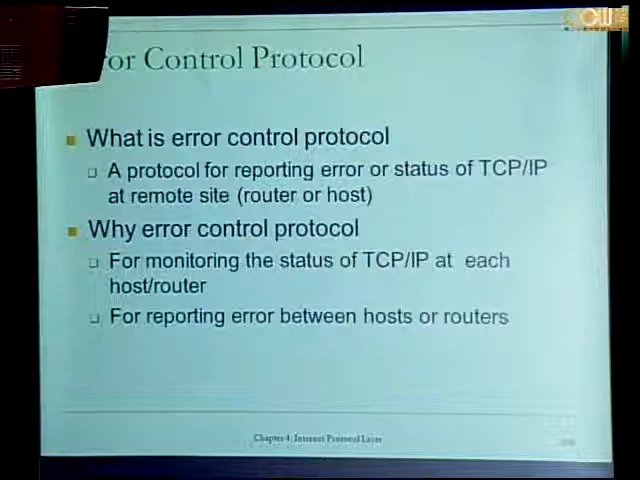 or Control Protocol
What is error control protocol
A protocol for reporting error or status of TCP/IP
at remote site (router or host)
Why error control protocol
For monitoring the status of TCP/IP at each
host/router
For reporting error between hosts or routers
Chapter 4: Internet Protocol Layer